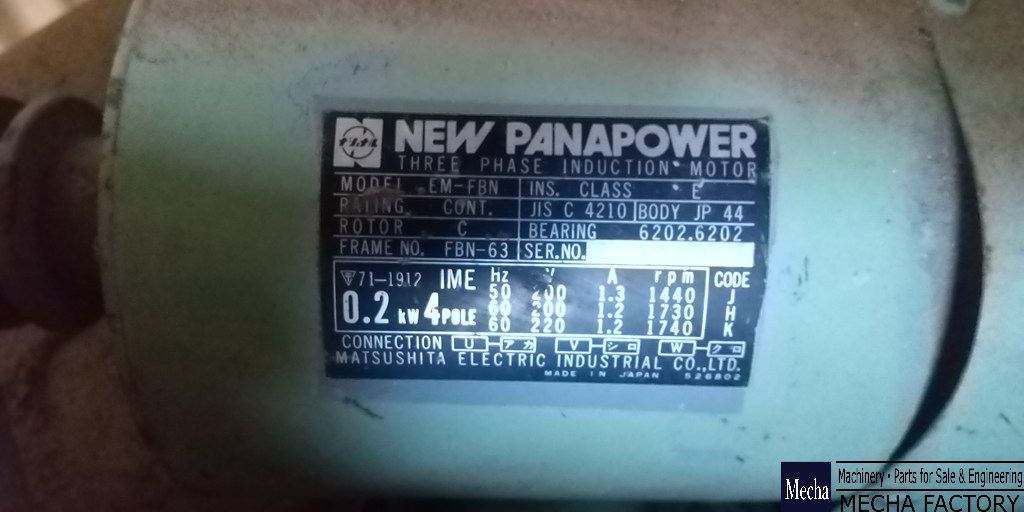 NEW PANAPOWER
THREE PHASE INDUCTION MOTOR
MODEL EM-FBN INS. CLASS E
RATING CONT. JIS C 4210 BODY JP 44
ROTOR C BEARING 6202.6202
FRAME NO. FBN-63 SER.NO.
71-1912 IME Hz V A rpm CODE
50 200 1.3 1440 J
0.2 kW 4 POLE 60 200 1.2 1730 H
60 220 1.2 1740 K
CONNECTION U アカ V シロ W クロ
MATSUSHITA ELECTRIC INDUSTRIAL CO.,LTD.
MADE IN JAPAN 526802
Mecha
Machinery • Parts for Sale & Engineering
MECHA FACTORY